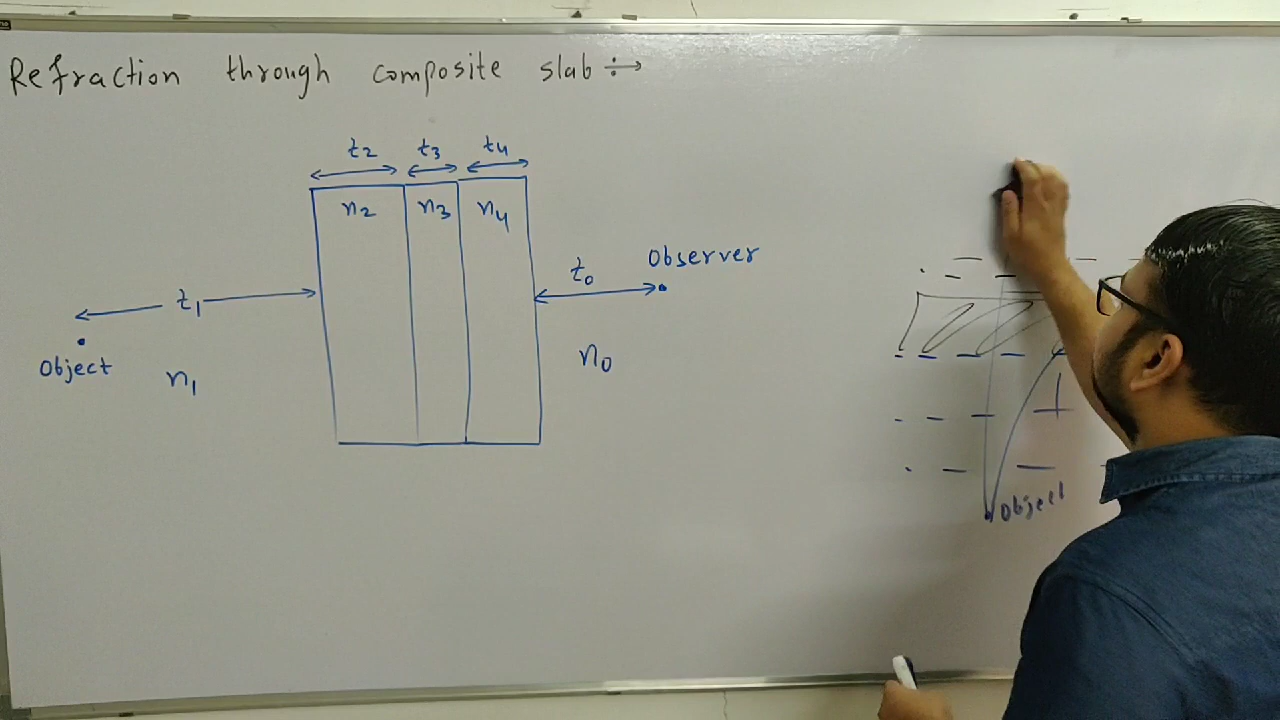 Refraction through composite slab ÷→
t2 t3 t4
n2 n3 n4
Observer
t0
t1
n0
Object
n1
Object